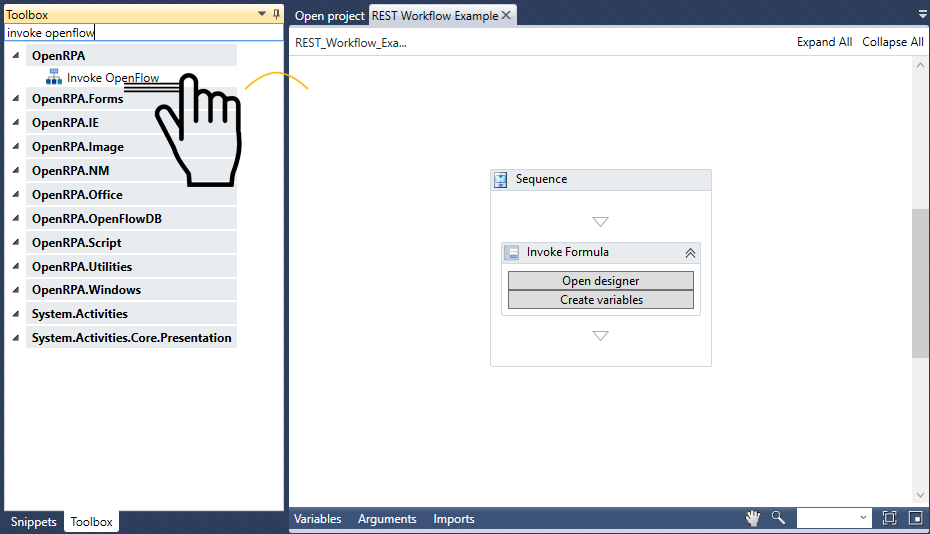 Toolbox
invoke openflow
OpenRPA
Invoke OpenFlow
OpenRPA.Forms
OpenRPA.IE
OpenRPA.Image
OpenRPA.NM
OpenRPA.Office
OpenRPA.OpenFlowDB
OpenRPA.Script
OpenRPA.Utilities
OpenRPA.Windows
System.Activities
System.Activities.Core.Presentation
Snippets Toolbox
Open project REST Workflow Example
REST_Workflow_Exa... Expand All Collapse All
Sequence
Invoke Formula
Open designer
Create variables
Variables Arguments Imports